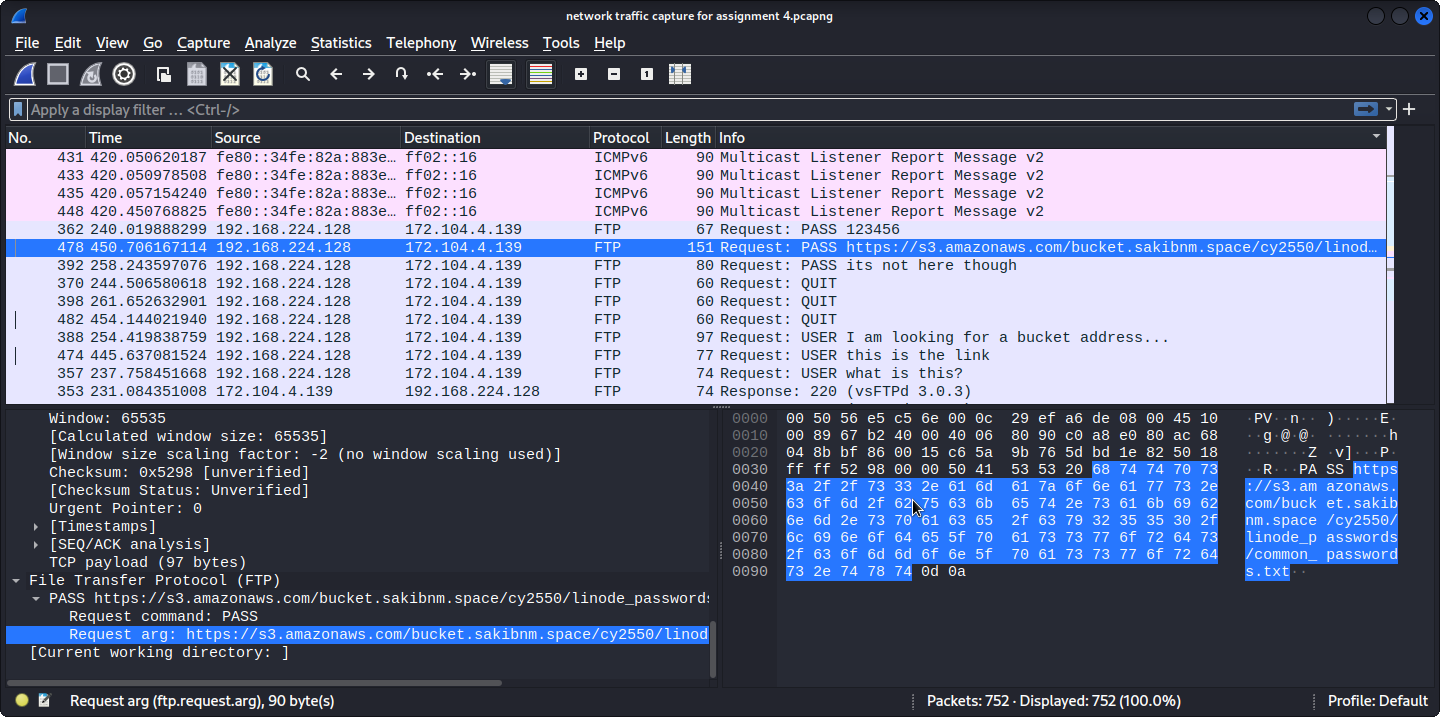 network traffic capture for assignment 4.pcapng
File Edit View Go Capture Analyze Statistics Telephony Wireless Tools Help
Apply a display filter ... <Ctrl-/>
No. Time Source Destination Protocol Length Info
431 420.050620187 fe80::34fe:82a:883e… ff02::16 ICMPv6 90 Multicast Listener Report Message v2
433 420.050978508 fe80::34fe:82a:883e… ff02::16 ICMPv6 90 Multicast Listener Report Message v2
435 420.057154240 fe80::34fe:82a:883e… ff02::16 ICMPv6 90 Multicast Listener Report Message v2
448 420.450768825 fe80::34fe:82a:883e… ff02::16 ICMPv6 90 Multicast Listener Report Message v2
362 240.019888299 192.168.224.128 172.104.4.139 FTP 67 Request: PASS 123456
478 450.706167114 192.168.224.128 172.104.4.139 FTP 151 Request: PASS https://s3.amazonaws.com/bucket.sakibnm.space/cy2550/linod…
392 258.243597076 192.168.224.128 172.104.4.139 FTP 80 Request: PASS its not here though
370 244.506580618 192.168.224.128 172.104.4.139 FTP 60 Request: QUIT
398 261.652632901 192.168.224.128 172.104.4.139 FTP 60 Request: QUIT
482 454.144021940 192.168.224.128 172.104.4.139 FTP 60 Request: QUIT
388 254.419838759 192.168.224.128 172.104.4.139 FTP 97 Request: USER I am looking for a bucket address...
474 445.637081524 192.168.224.128 172.104.4.139 FTP 77 Request: USER this is the link
357 237.758451668 192.168.224.128 172.104.4.139 FTP 74 Request: USER what is this?
353 231.084351008 172.104.4.139 192.168.224.128 FTP 74 Response: 220 (vsFTPd 3.0.3)
Window: 65535
[Calculated window size: 65535]
[Window size scaling factor: -2 (no window scaling used)]
Checksum: 0x5298 [unverified]
[Checksum Status: Unverified]
Urgent Pointer: 0
[Timestamps]
[SEQ/ACK analysis]
TCP payload (97 bytes)
File Transfer Protocol (FTP)
PASS https://s3.amazonaws.com/bucket.sakibnm.space/cy2550/linode_passwords
Request command: PASS
Request arg: https://s3.amazonaws.com/bucket.sakibnm.space/cy2550/linod
[Current working directory: ]
0000 00 50 56 e5 c5 6e 00 0c 29 ef a6 de 08 00 45 10 ·PV··n·· )·····E·
0010 00 89 67 b2 40 00 40 06 80 90 c0 a8 e0 80 ac 68 ··g·@·@· ·······h
0020 04 8b bf 86 00 15 c6 5a 9b 76 5d bd 1e 82 50 18 ·······Z ·v]···P·
0030 ff ff 52 98 00 00 50 41 53 53 20 68 74 74 70 73 ··R···PA SS https
0040 3a 2f 2f 73 33 2e 61 6d 61 7a 6f 6e 61 77 73 2e ://s3.am azonaws.
0050 63 6f 6d 2f 62 75 63 6b 65 74 2e 73 61 6b 69 62 com/buck et.sakib
0060 6e 6d 2e 73 70 61 63 65 2f 63 79 32 35 35 30 2f nm.space /cy2550/
0070 6c 69 6e 6f 64 65 5f 70 61 73 73 77 6f 72 64 73 linode_p asswords
0080 2f 63 6f 6d 6d 6f 6e 5f 70 61 73 73 77 6f 72 64 /common_ password
0090 73 2e 74 78 74 0d 0a s.txt··
Request arg (ftp.request.arg), 90 byte(s)
Packets: 752 · Displayed: 752 (100.0%)
Profile: Default